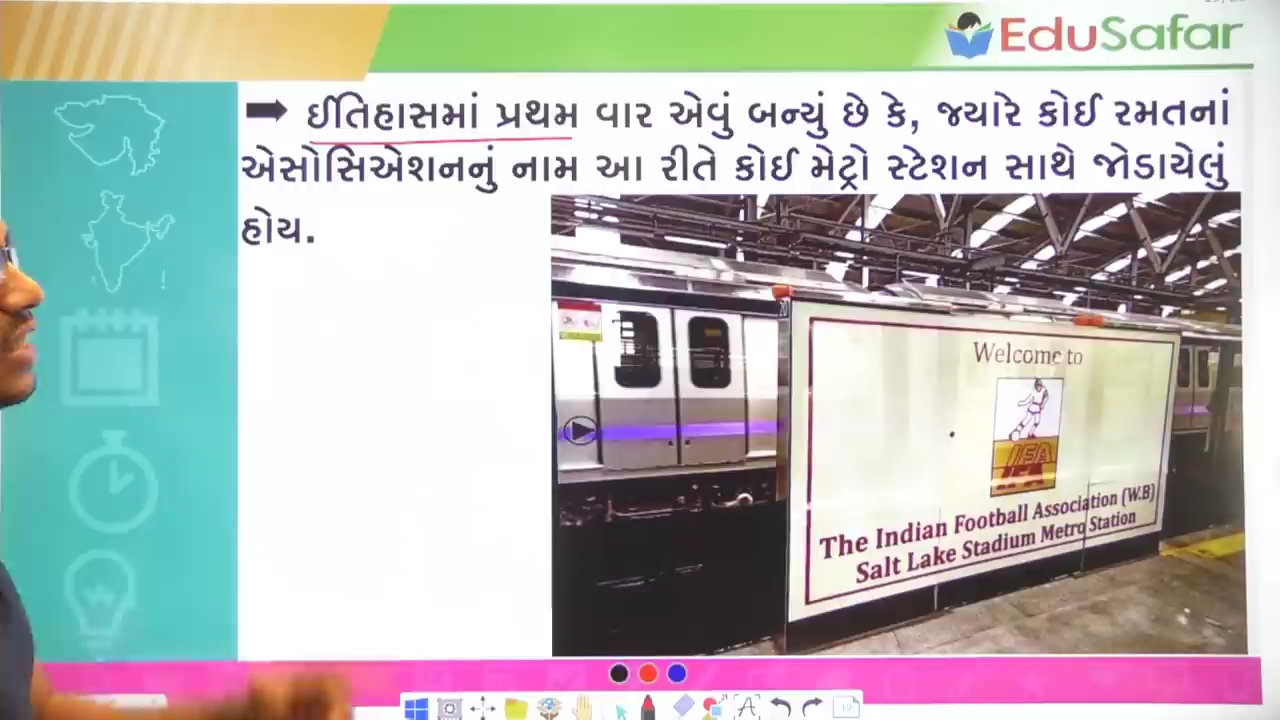 EduSafar
ઈતિહાસમાં પ્રથમ વાર એવું બન્યું છે કે, જ્યારે કોઈ રમતનાં
એસોસિએશનનું નામ આ રીતે કોઈ મેટ્રો સ્ટેશન સાથે જોડાયેલું
હોય.
Welcome to
IFA
The Indian Football Association (W.B)
Salt Lake Stadium Metro Station